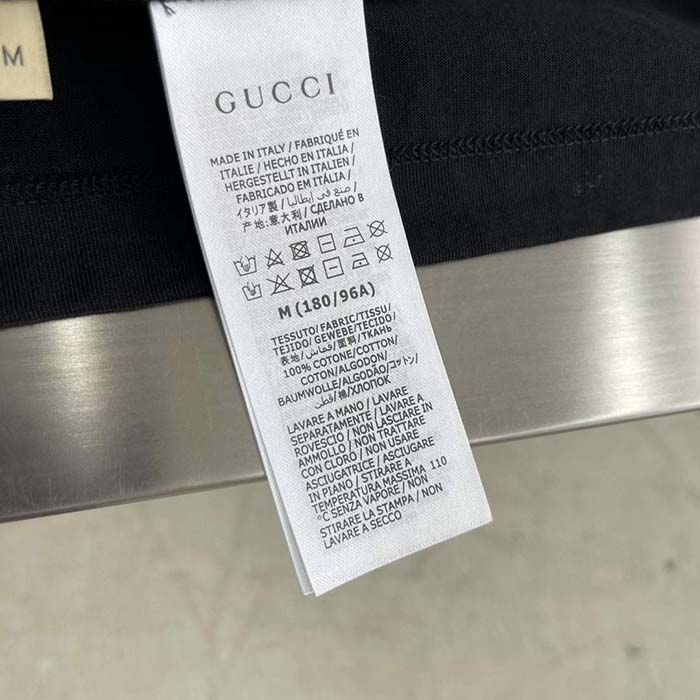 M
GUCCI
MADE IN ITALY / FABRIQUÉ EN
ITALIE / HECHO EN ITALIA /
HERGESTELLT IN ITALIEN /
FABRICADO EM ITÁLIA /
イタリア製 / صنع في إيطاليا /
产地:意大利 / СДЕЛАНО В
ИТАЛИИ
M (180/96A)
TESSUTO/ FABRIC/TISSU/
TEJIDO/ GEWEBE/TECIDO/
表地/ قماش/面料/ТКАНЬ
100% COTONE/COTTON/
COTON/ALGODON/
BAUMWOLLE/ALGODÃO/コットン/
قطن/棉/ХЛОПОК
LAVARE A MANO / LAVARE
SEPARATAMENTE / LAVARE A
ROVESCIO / NON LASCIARE IN
AMMOLLO / NON TRATTARE
CON CLORO / NON USARE
ASCIUGATRICE / ASCIUGARE
IN PIANO / STIRARE A
TEMPERATURA MASSIMA 110
°C SENZA VAPORE / NON
STIRARE LA STAMPA / NON
LAVARE A SECCO